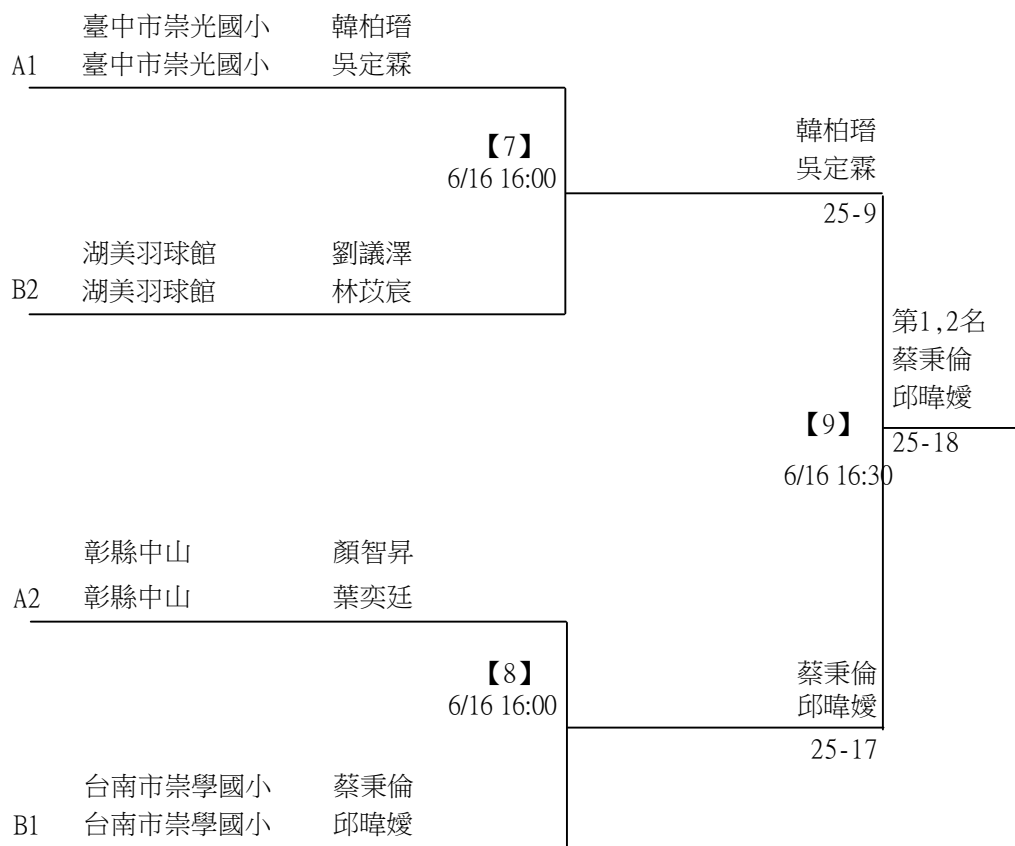 臺中市崇光國小 韓柏瑨
A1 臺中市崇光國小 吳定霖
【7】
6/16 16:00
韓柏瑨
吳定霖
25-9
湖美羽球館 劉議澤
B2 湖美羽球館 林苡宸
第1,2名
蔡秉倫
邱暐嫒
25-18
【9】
6/16 16:30
彰縣中山 顏智昇
A2 彰縣中山 葉奕廷
【8】
6/16 16:00
蔡秉倫
邱暐嫒
25-17
台南市崇學國小 蔡秉倫
B1 台南市崇學國小 邱暐嫒